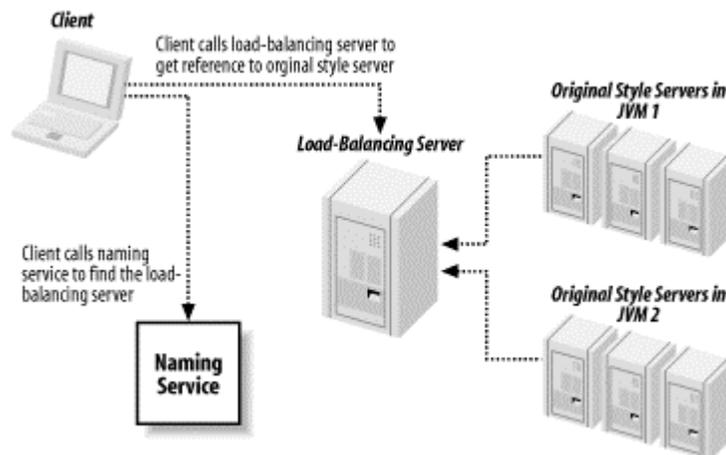 Client
Client calls load-balancing server to
get reference to orginal style server
Original Style Servers in
JVM 1
Load-Balancing Server
Client calls naming
service to find the load-
balancing server
Original Style Servers in
JVM 2
Naming
Service